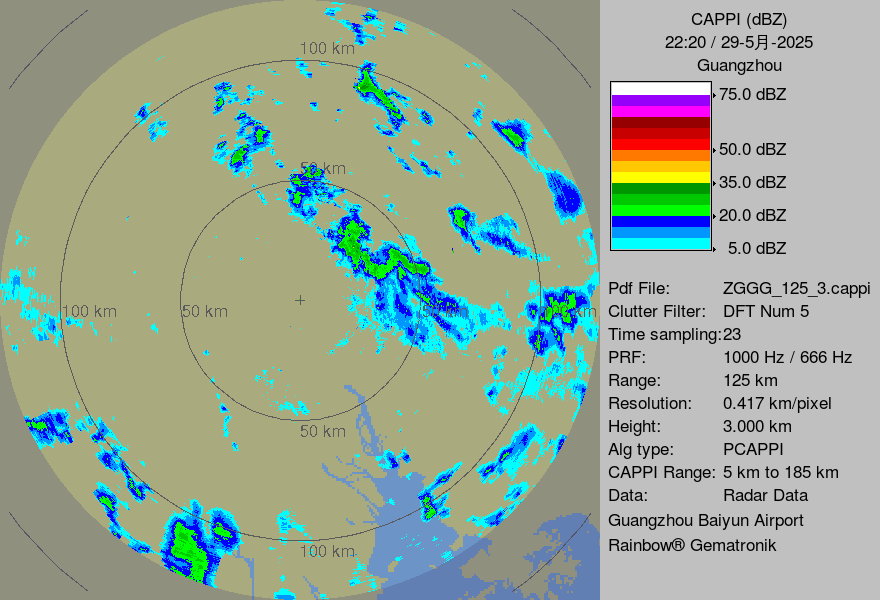 100 km
50 km
100 km
50 km
50 km
km
50 km
100 km
CAPPI (dBZ)
22:20 / 29-5月-2025
Guangzhou
75.0 dBZ
50.0 dBZ
35.0 dBZ
20.0 dBZ
5.0 dBZ
Pdf File: ZGGG_125_3.cappi
Clutter Filter: DFT Num 5
Time sampling:23
PRF: 1000 Hz / 666 Hz
Range: 125 km
Resolution: 0.417 km/pixel
Height: 3.000 km
Alg type: PCAPPI
CAPPI Range: 5 km to 185 km
Data: Radar Data
Guangzhou Baiyun Airport
Rainbow® Gematronik